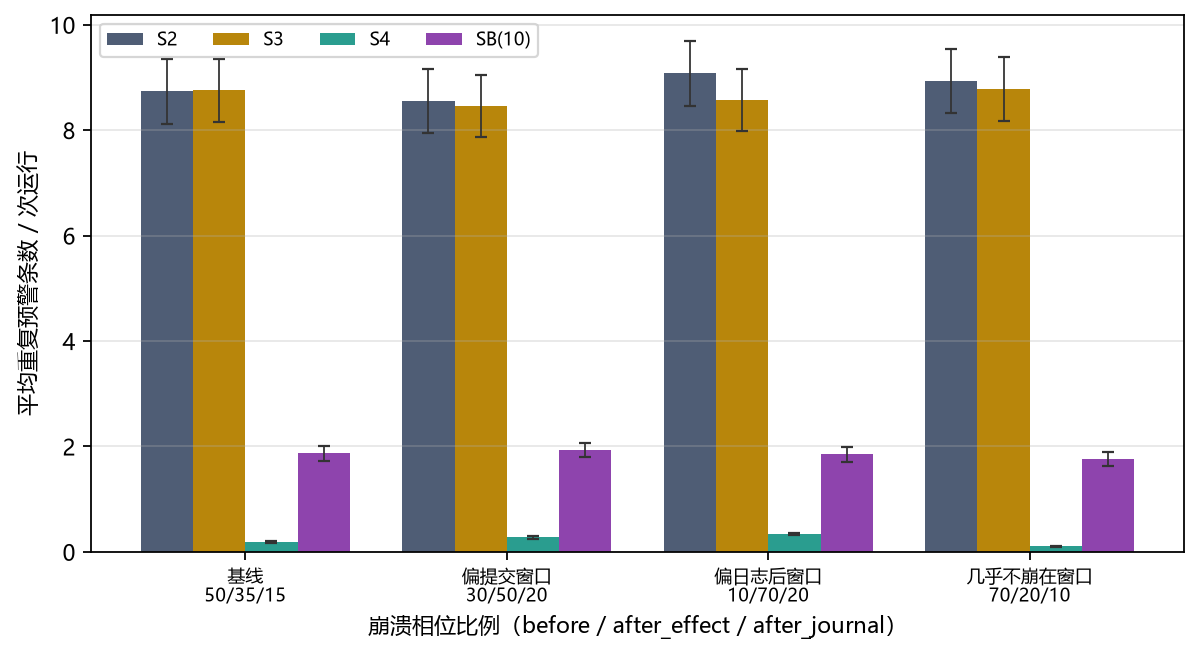 S2 S3 S4 SB(10)
10
8
6
4
2
0
平均重复预警条数 / 次运行
基线 偏提交窗口 偏日志后窗口 几乎不崩在窗口
50/35/15 30/50/20 10/70/20 70/20/10
崩溃相位比例（before / after_effect / after_journal）